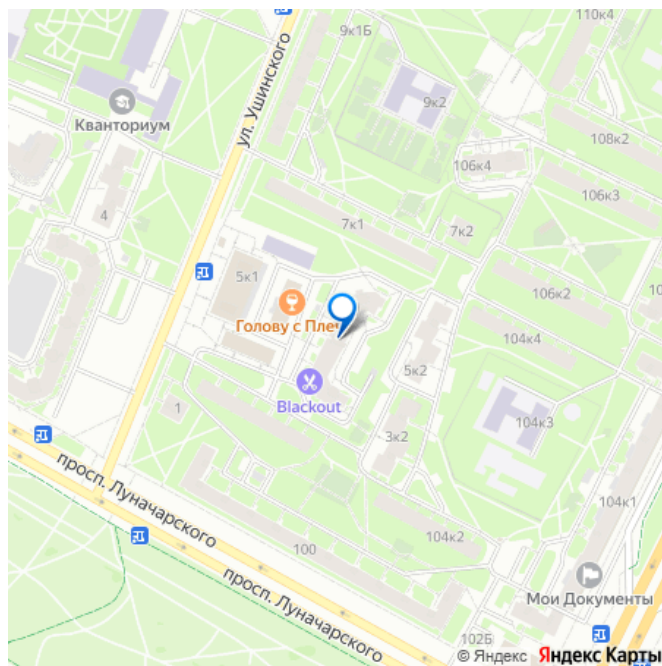 110к4
9к1Б
ул. Ушинского
9к2
Кванториум
108к2
106к4
106к3
4
7к1
7к2
5к1
106к2
Голову с Плеч
104к4
5к2
Blackout
1
104к3
3к2
просп. Луначарского
104к1
104к2
100
просп. Луначарского
Мои Документы
102Б
© Яндекс Яндекс Карты